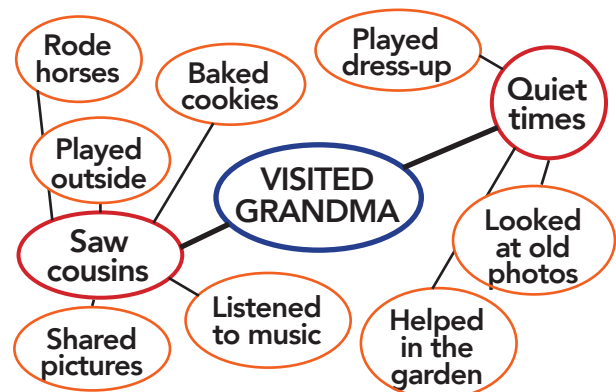 Rode
horses
Baked
cookies
Played
dress-up
Quiet
times
Played
outside
VISITED
GRANDMA
Saw
cousins
Looked
at old
photos
Listened
to music
Shared
pictures
Helped
in the
garden